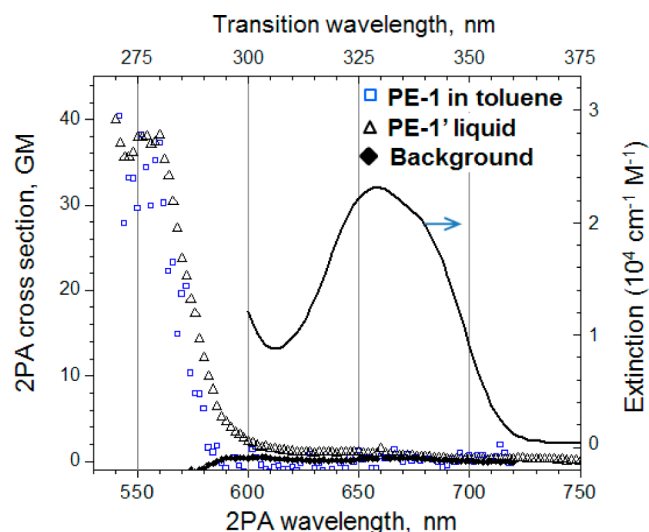 Transition wavelength, nm
275 300 325 350 375
PE-1 in toluene
PE-1' liquid
Background
2PA cross section, GM
40
30
20
10
0
Extinction (10⁴ cm⁻¹ M⁻¹)
3
2
1
0
550 600 650 700 750
2PA wavelength, nm